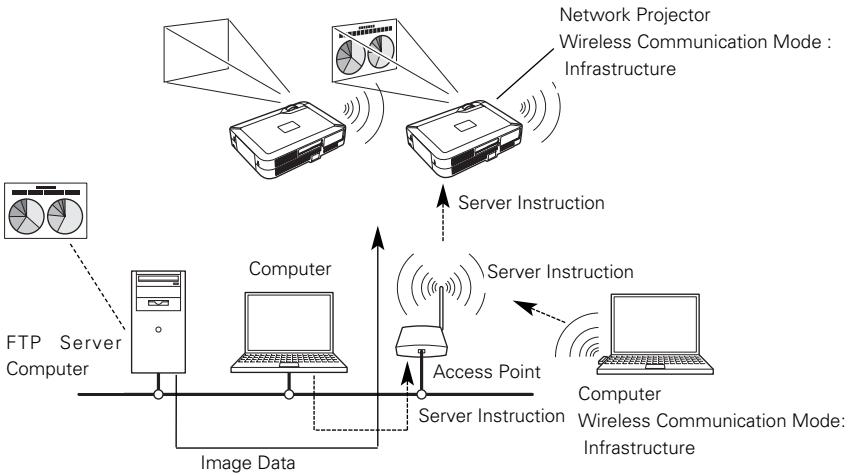 Network Projector
Wireless Communication Mode :
Infrastructure
Server Instruction
Computer
Server Instruction
FTP Server
Computer
Access Point
Server Instruction
Computer
Wireless Communication Mode:
Infrastructure
Image Data